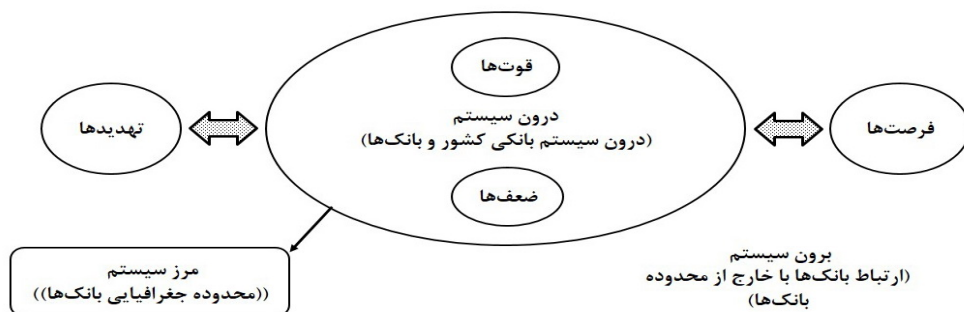 قوت‌ها
درون سیستم
(درون سیستم بانکی کشور و بانک‌ها)
ضعف‌ها
فرصت‌ها
تهدیدها
برون سیستم
(ارتباط بانک‌ها با خارج از محدوده
بانک‌ها)
مرز سیستم
((محدوده جغرافیایی بانک‌ها))